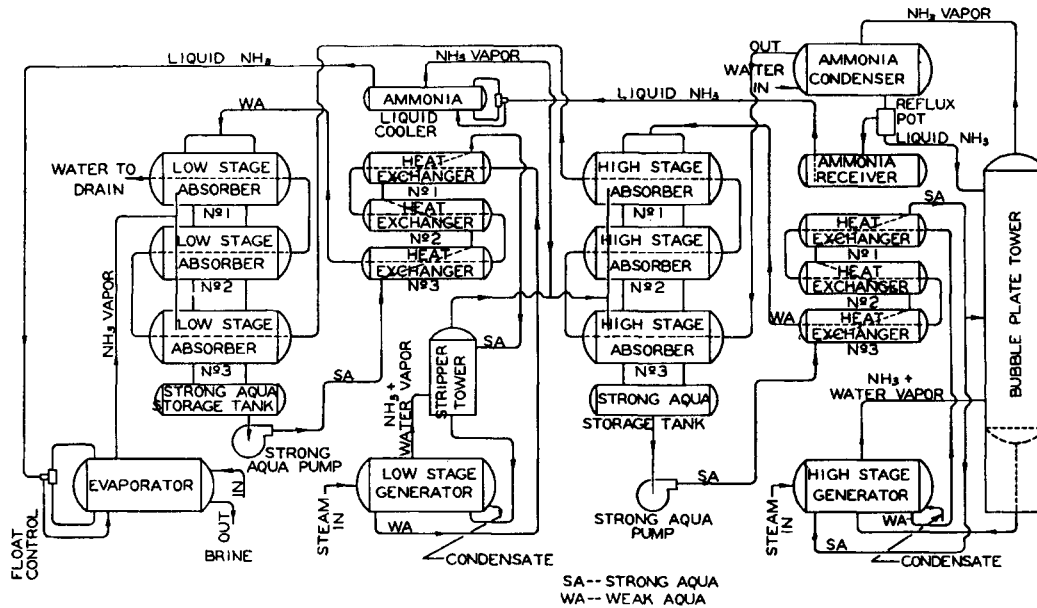 NH₃ VAPOR
OUT
WATER
IN
AMMONIA
CONDENSER
REFLUX
POT
LIQUID NH₃
LIQUID NH₃
NH₃ VAPOR
LIQUID NH₃
WA
AMMONIA
LIQUID
COOLER
AMMONIA
RECEIVER
WATER TO
DRAIN
LOW STAGE
ABSORBER
Nº1
LOW STAGE
ABSORBER
Nº2
LOW STAGE
ABSORBER
Nº3
STRONG AQUA
STORAGE TANK
NH₃ VAPOR
HEAT
EXCHANGER
Nº1
HEAT
EXCHANGER
Nº2
HEAT
EXCHANGER
Nº3
HIGH STAGE
ABSORBER
Nº1
HIGH STAGE
ABSORBER
Nº2
HIGH STAGE
ABSORBER
Nº3
STRONG AQUA
STORAGE TANK
SA
HEAT
EXCHANGER
Nº1
HEAT
EXCHANGER
Nº2
HEAT
EXCHANGER
Nº3
WA
BUBBLE PLATE TOWER
SA
SA
STRIPPER
TOWER
NH₃+
WATER VAPOR
STRONG
AQUA PUMP
EVAPORATOR
IN
OUT
BRINE
FLOAT
CONTROL
LOW STAGE
GENERATOR
STEAM
IN
WA
CONDENSATE
SA
STRONG AQUA
PUMP
NH₃+
WATER VAPOR
HIGH STAGE
GENERATOR
STEAM
IN
WA
SA
CONDENSATE
SA--STRONG AQUA
WA--WEAK AQUA